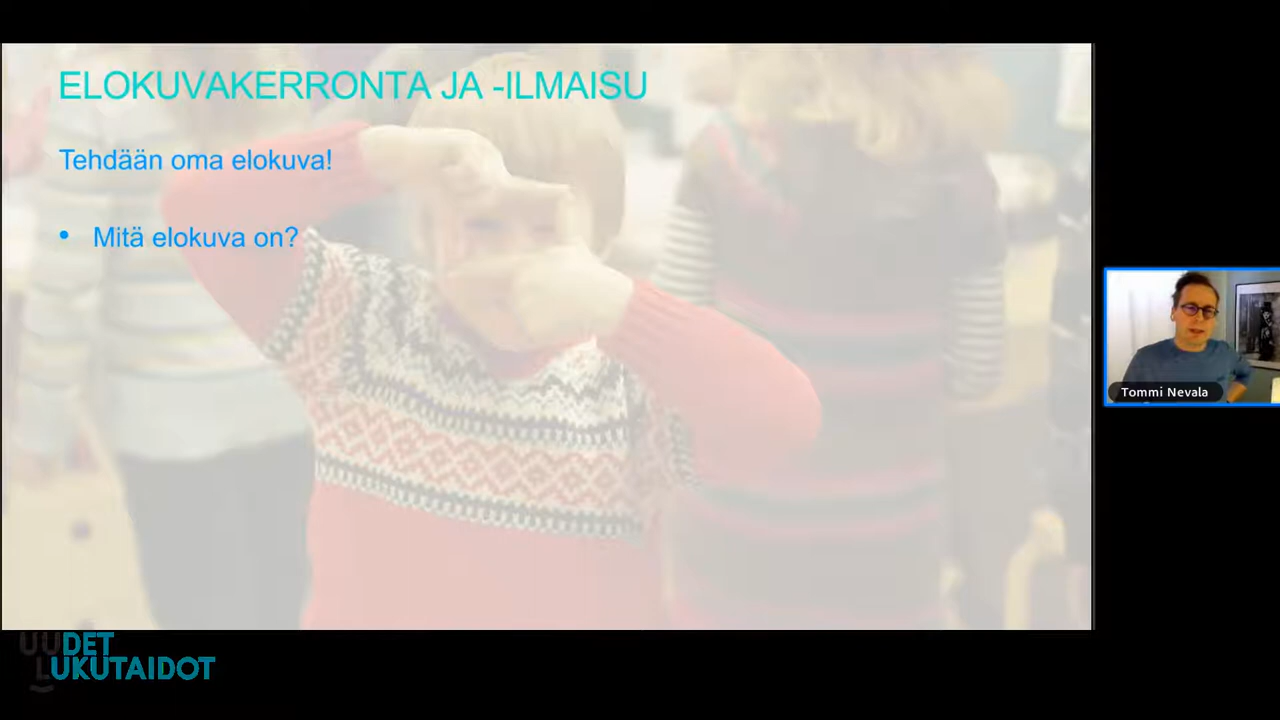 ELOKUVAKERRONTA JA -ILMAISU
Tehdään oma elokuva!
• Mitä elokuva on?
Tommi Nevala
UUDET
LUKUTAIDOT